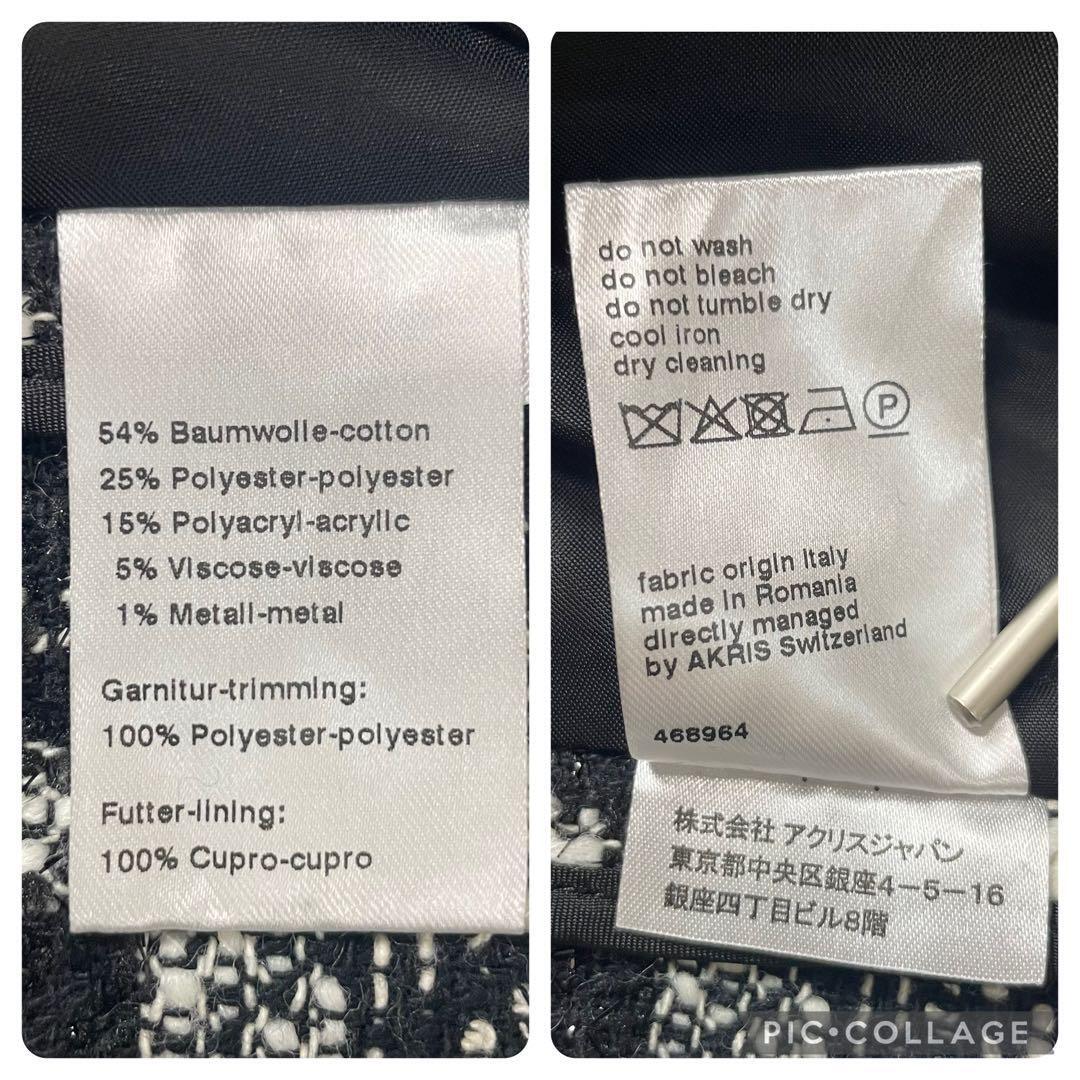 54% Baumwolle-cotton
25% Polyester-polyester
15% Polyacryl-acrylic
5% Viscose-viscose
1% Metall-metal
Garnitur-trimming:
100% Polyester-polyester
Futter-lining:
100% Cupro-cupro
do not wash
do not bleach
do not tumble dry
cool iron
dry cleaning
P
fabric origin Italy
made in Romania
directly managed
by AKRIS Switzerland
468964
株式会社 アクリスジャパン
東京都中央区銀座4-5-16
銀座四丁目ビル8階
PIC•COLLAGE